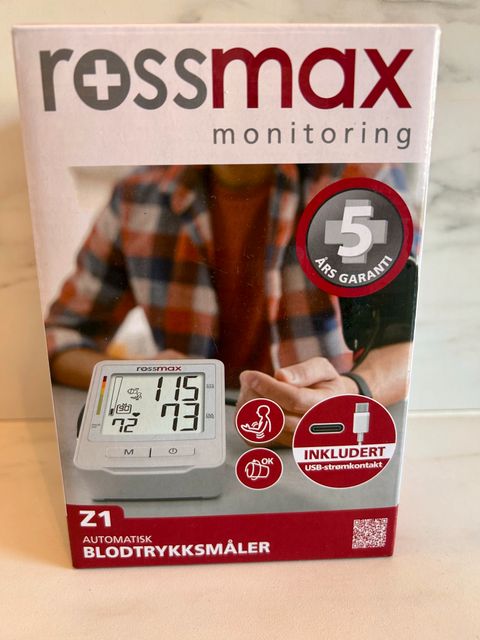 rossmax
monitoring
5
ÅRS GARANTI
rossmax
115
73
72
M
OK
INKLUDERT
USB-strømkontakt
Z1
AUTOMATISK
BLODTRYKKSMÅLER